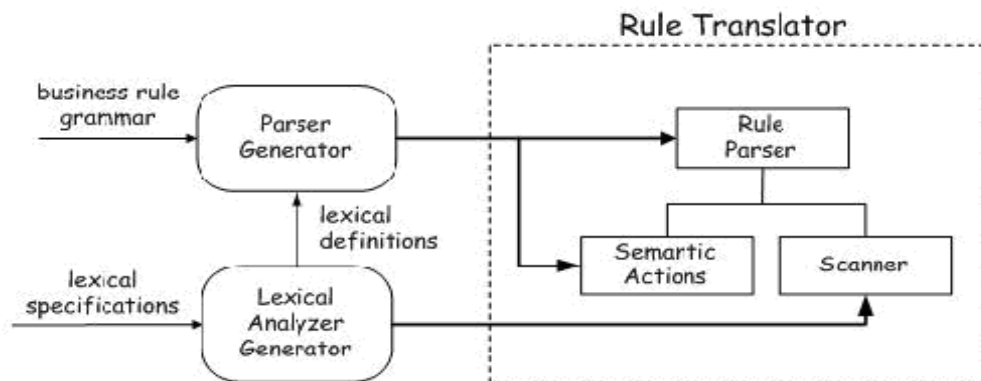 Rule Translator
business rule
grammar
Parser
Generator
Rule
Parser
lexical
definitions
Semartic
Actions
Scanner
lexical
specifications
Lexical
Analyzer
Generator